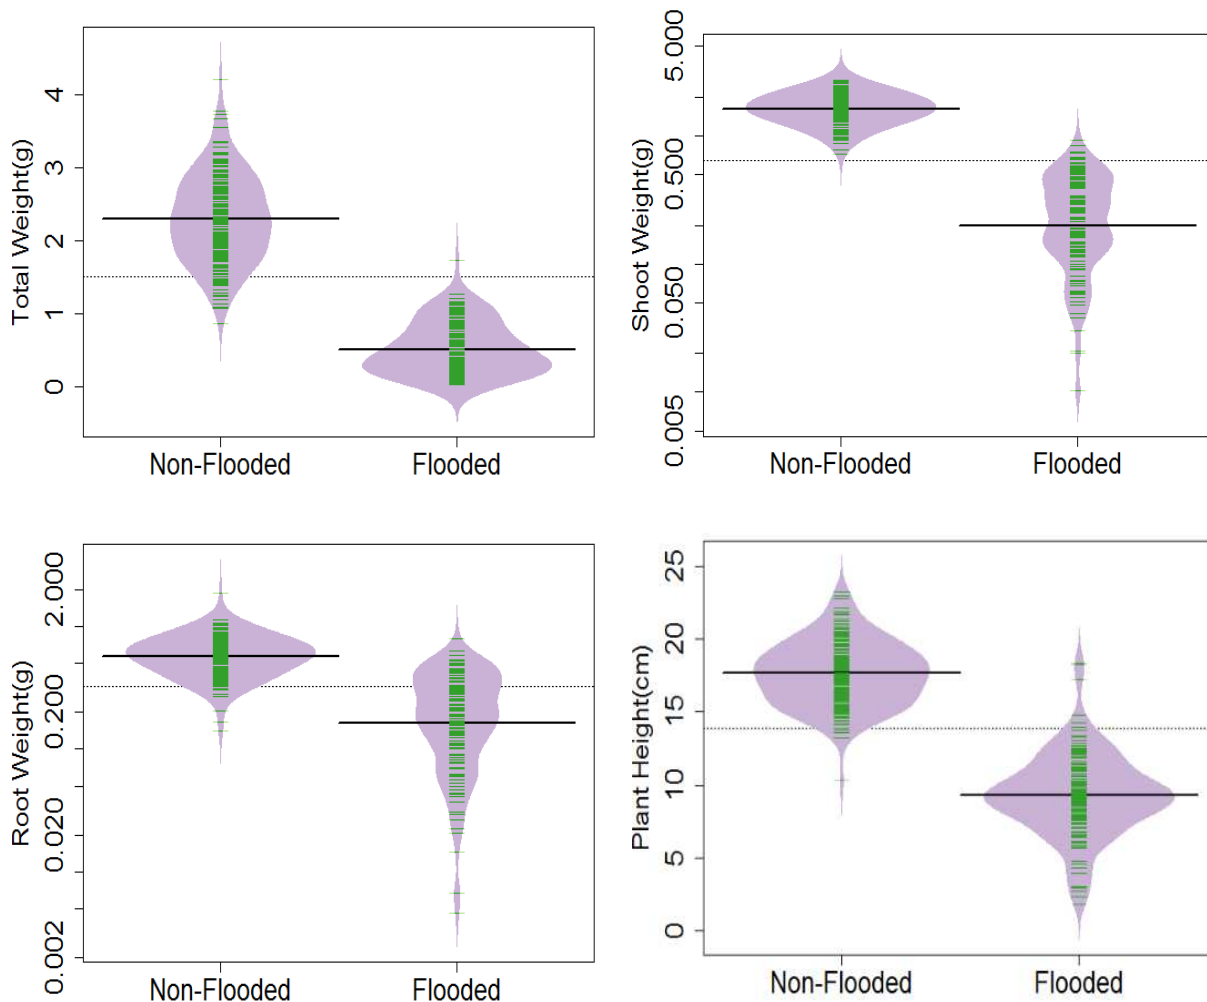 Total Weight(g)
4
3
2
1
0
Non-Flooded
Flooded
Shoot Weight(g)
5.000
0.500
0.050
0.005
Non-Flooded
Flooded
Root Weight(g)
2.000
0.200
0.020
0.002
Non-Flooded
Flooded
Plant Height(cm)
25
20
15
10
5
0
Non-Flooded
Flooded